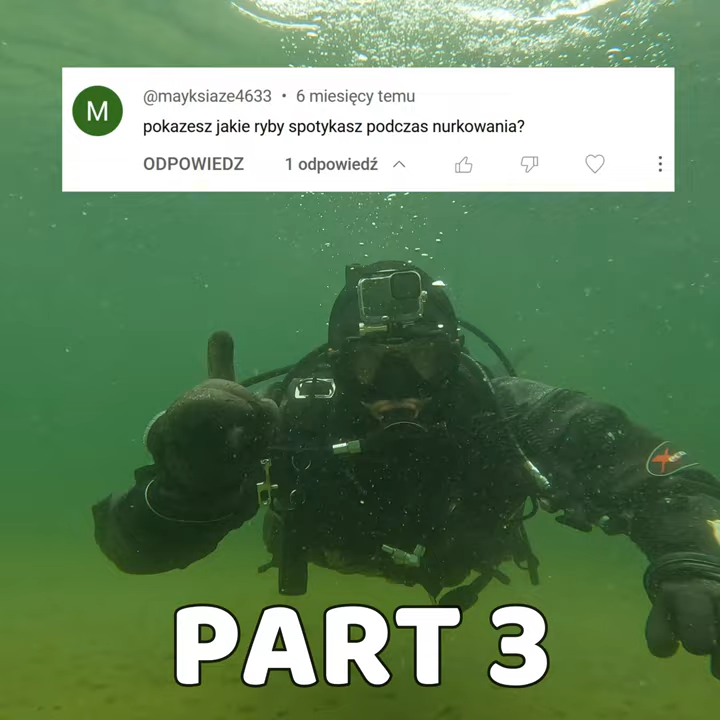 M
@mayksiaze4633 • 6 miesięcy temu
pokazesz jakie ryby spotykasz podczas nurkowania?
ODPOWIEDZ 1 odpowiedź
PART 3